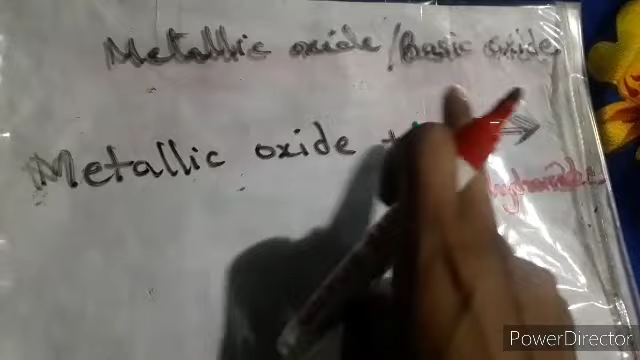 Metallic oxide / Basic oxide
Metallic oxide +
PowerDirector